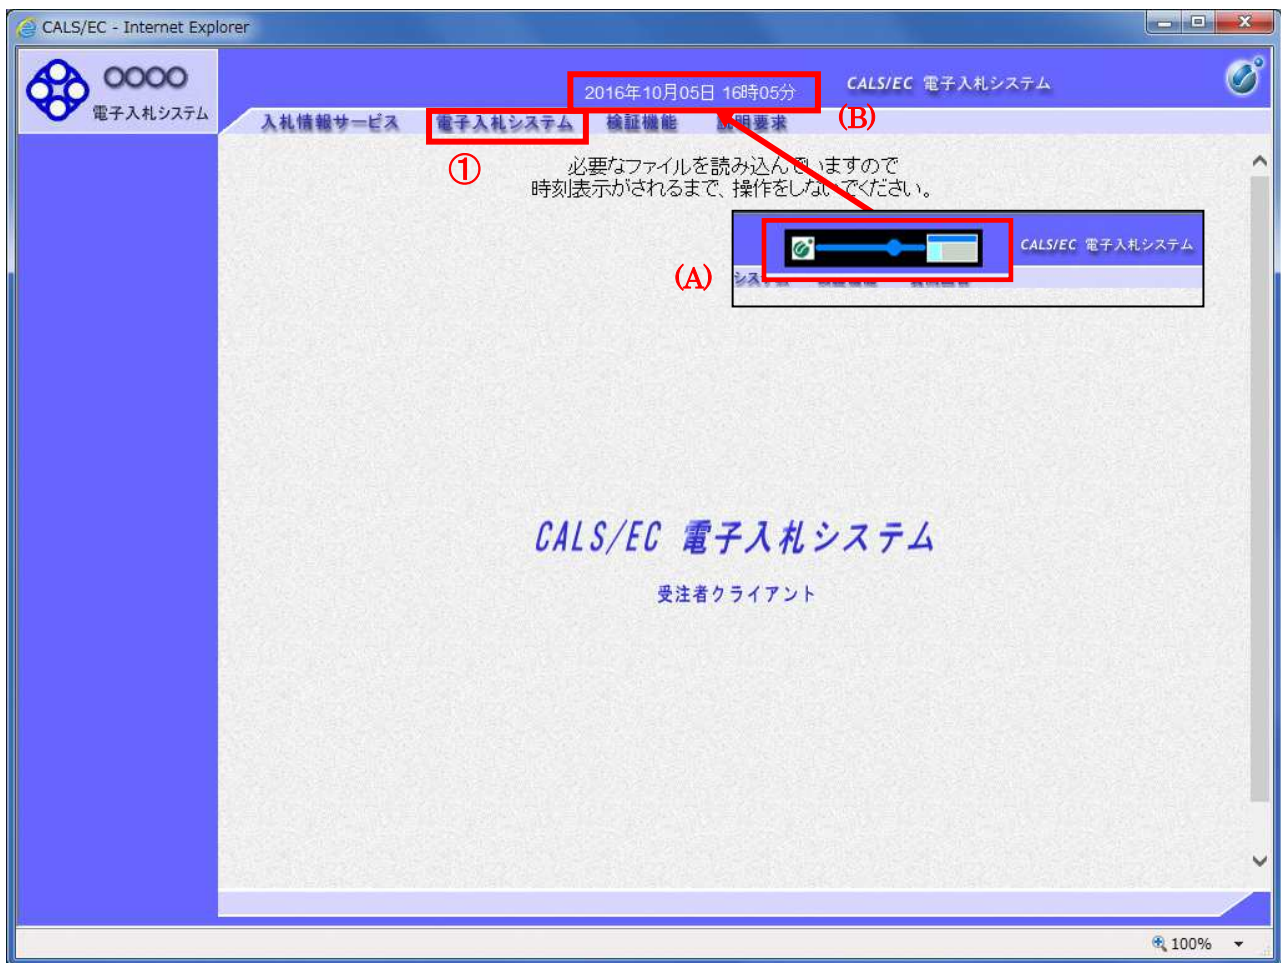 CALS/EC - Internet Explorer
○○○○
電子入札システム
2016年10月05日 16時05分
CALS/EC 電子入札システム
入札情報サービス
電子入札システム
検証機能
説明要求
(B)
①
必要なファイルを読み込んでいますので
時刻表示がされるまで、操作をしないでください。
CALS/EC 電子入札システム
(A)
CALS/EC 電子入札システム
受注者クライアント
100%